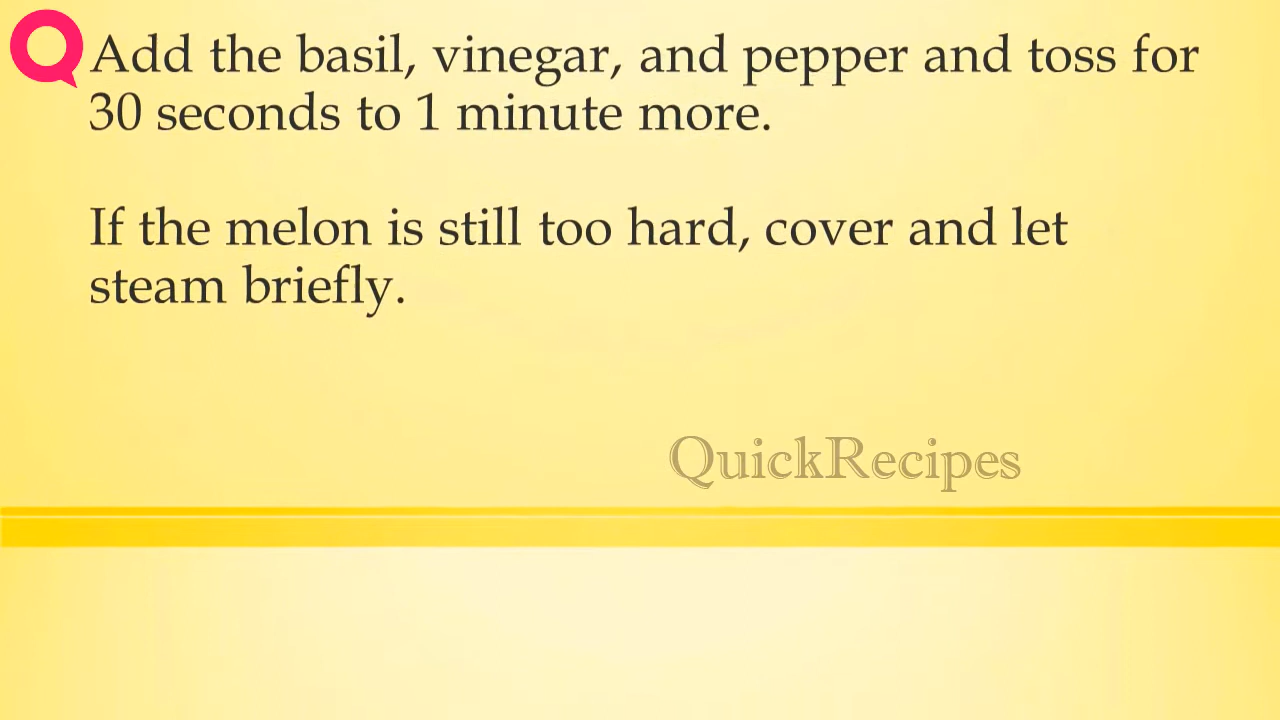 Add the basil, vinegar, and pepper and toss for
30 seconds to 1 minute more.
If the melon is still too hard, cover and let
steam briefly.
QuickRecipes